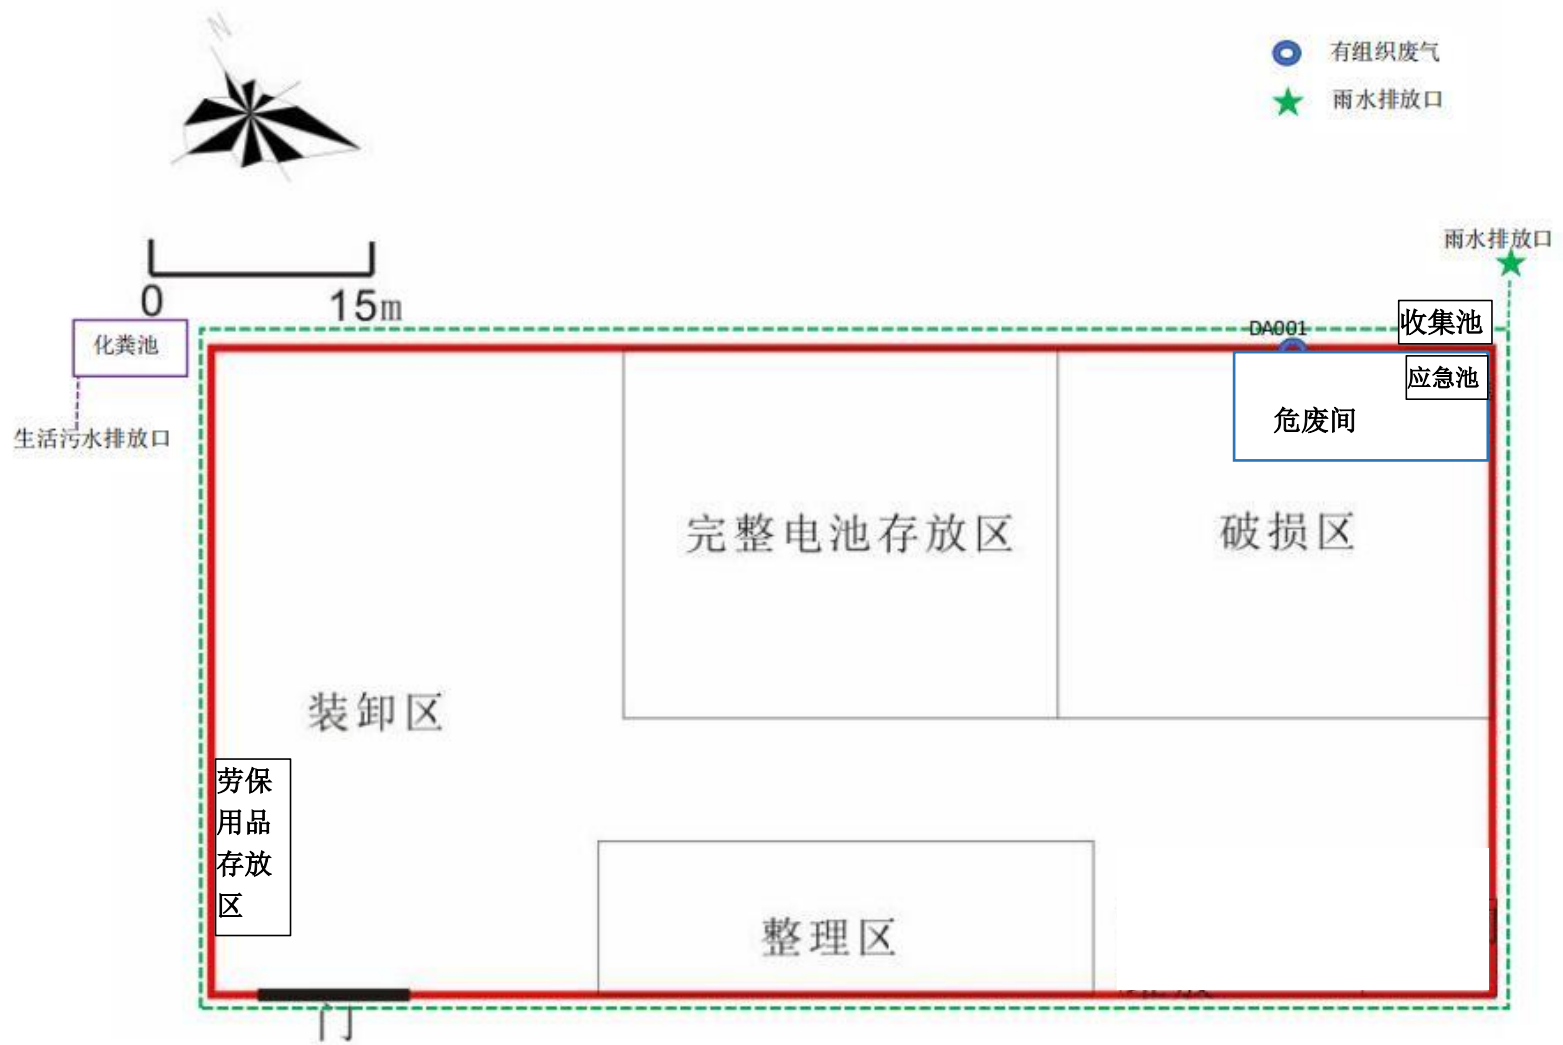 N
有组织废气
雨水排放口
雨水排放口
0 15m
化粪池
DA001
收集池
应急池
危废间
生活污水排放口
完整电池存放区
破损区
装卸区
劳保
用品
存放
区
整理区
门